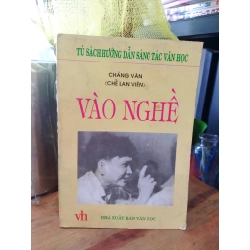 TỦ SÁCH HƯỚNG DẪN SÁNG TÁC VĂN HỌC
CHÀNG VĂN
(CHẾ LAN VIÊN)
VÀO NGHỀ
vh
NHÀ XUẤT BẢN VĂN HỌC